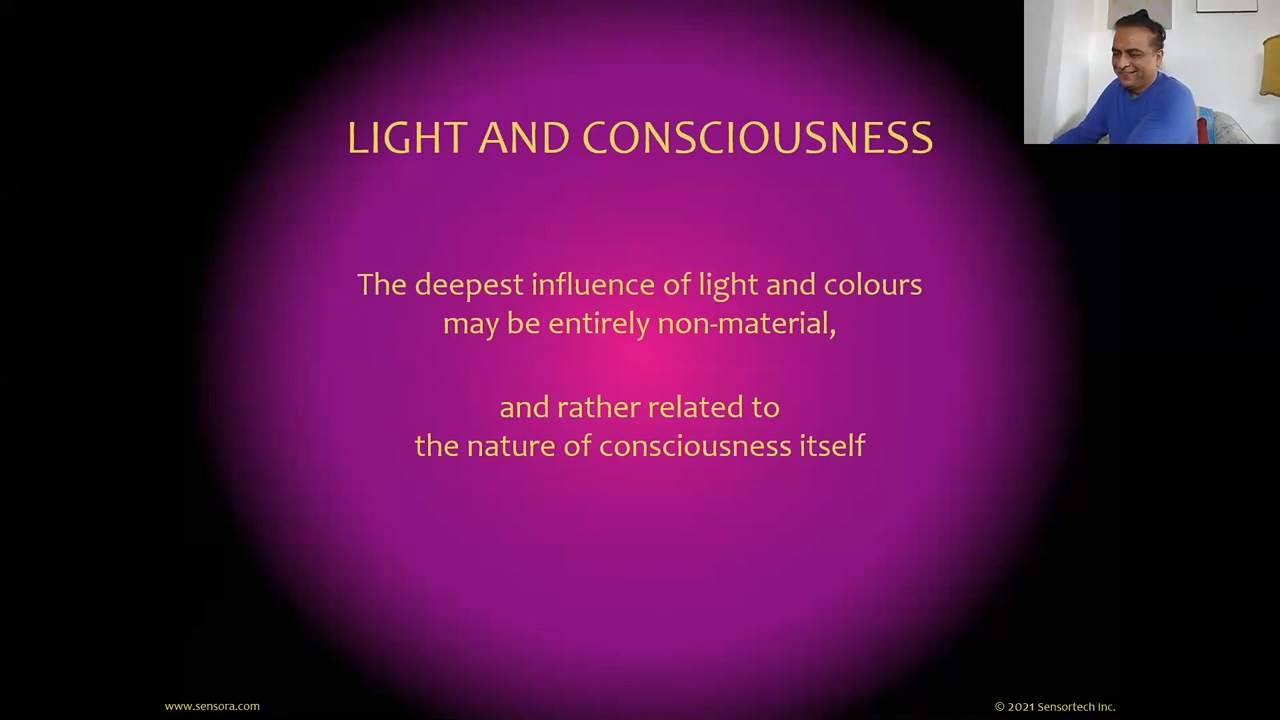 LIGHT AND CONSCIOUSNESS
The deepest influence of light and colours
may be entirely non-material,
and rather related to
the nature of consciousness itself
www.sensora.com
© 2021 Sensortech Inc.